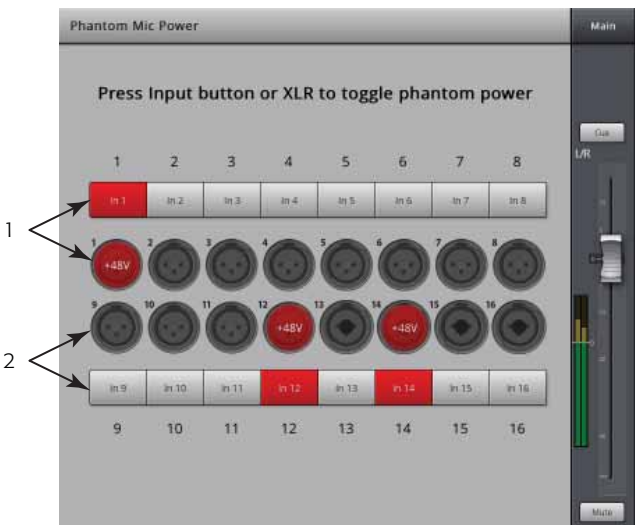 Phantom Mic Power
Main
Press Input button or XLR to toggle phantom power
Cue
L/R
1 2 3 4 5 6 7 8
1
In 1 In 2 In 3 In 4 In 5 In 6 In 7 In 8
1 2 3 4 5 6 7 8
+48V
9 10 11 12 13 14 15 16
+48V +48V
2
In 9 In 10 In 11 In 12 In 13 In 14 In 15 In 16
9 10 11 12 13 14 15 16
Mute